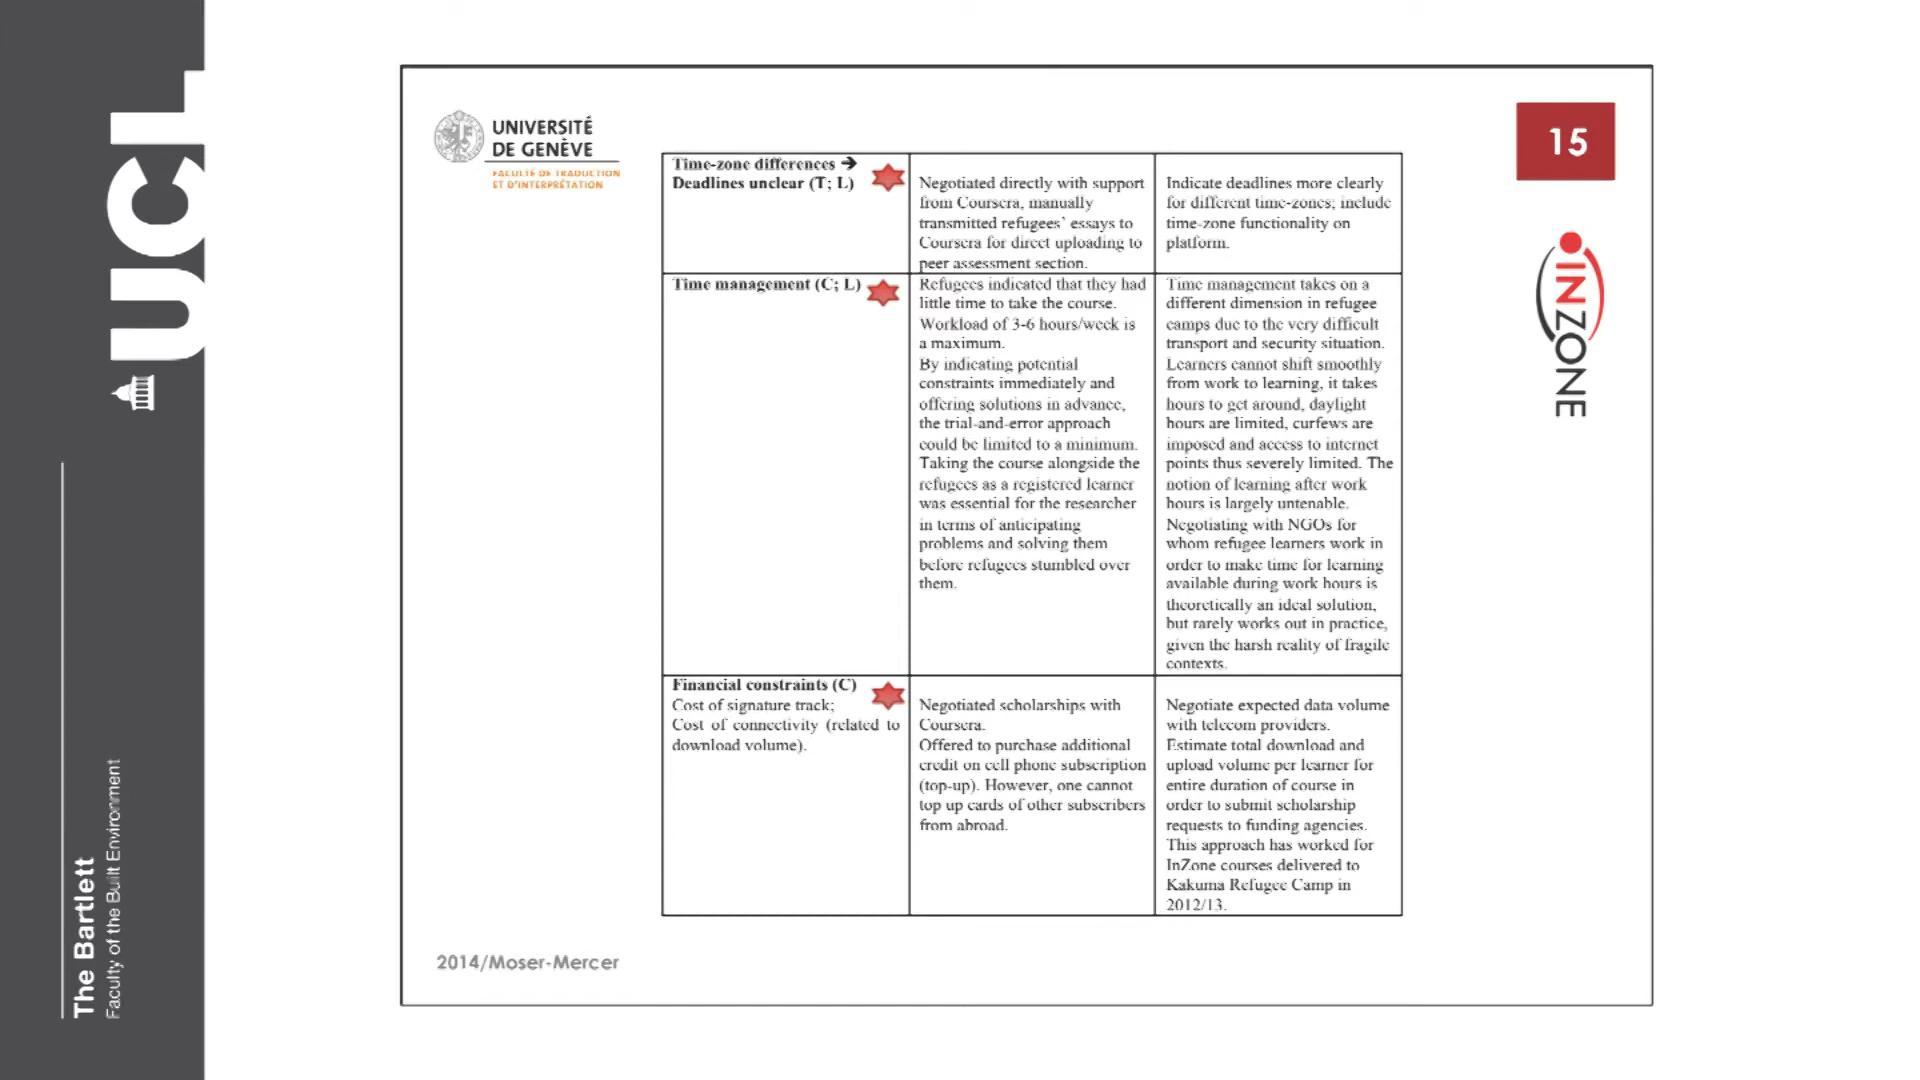 UCL
The Bartlett
Faculty of the Built Environment
UNIVERSITÉ
DE GENÈVE
FACULTÉ DE TRADUCTION
ET D'INTERPRÉTATION
15
INZONE
Time-zone differences ➔
Deadlines unclear (T; L)
Negotiated directly with support
from Coursera, manually
transmitted refugees' essays to
Coursera for direct uploading to
peer assessment section.
Indicate deadlines more clearly
for different time-zones; include
time-zone functionality on
platform.
Time management (C; L)
Refugees indicated that they had
little time to take the course.
Workload of 3-6 hours/week is
a maximum.
By indicating potential
constraints immediately and
offering solutions in advance,
the trial-and-error approach
could be limited to a minimum.
Taking the course alongside the
refugees as a registered learner
was essential for the researcher
in terms of anticipating
problems and solving them
before refugees stumbled over
them.
Time management takes on a
different dimension in refugee
camps due to the very difficult
transport and security situation.
Learners cannot shift smoothly
from work to learning, it takes
hours to get around, daylight
hours are limited, curfews are
imposed and access to internet
points thus severely limited. The
notion of learning after work
hours is largely untenable.
Negotiating with NGOs for
whom refugee learners work in
order to make time for learning
available during work hours is
theoretically an ideal solution,
but rarely works out in practice,
given the harsh reality of fragile
contexts.
Financial constraints (C)
Cost of signature track;
Cost of connectivity (related to
download volume).
Negotiated scholarships with
Coursera.
Offered to purchase additional
credit on cell phone subscription
(top-up). However, one cannot
top up cards of other subscribers
from abroad.
Negotiate expected data volume
with telecom providers.
Estimate total download and
upload volume per learner for
entire duration of course in
order to submit scholarship
requests to funding agencies.
This approach has worked for
InZone courses delivered to
Kakuma Refugee Camp in
2012/13.
2014/Moser-Mercer